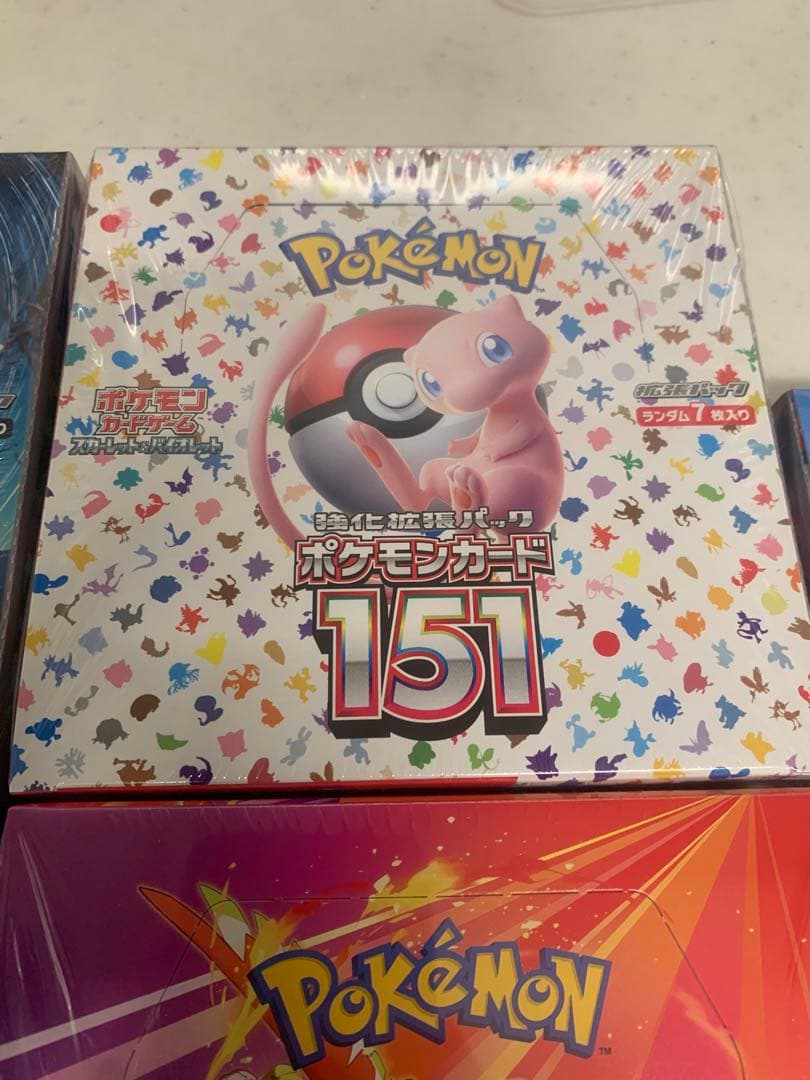 POKÉMON
ポケモン
カードゲーム
スカーレット&バイオレット
拡張パック
ランダム7枚入り
強化拡張パック
ポケモンカード
151
POKÉMON
TM